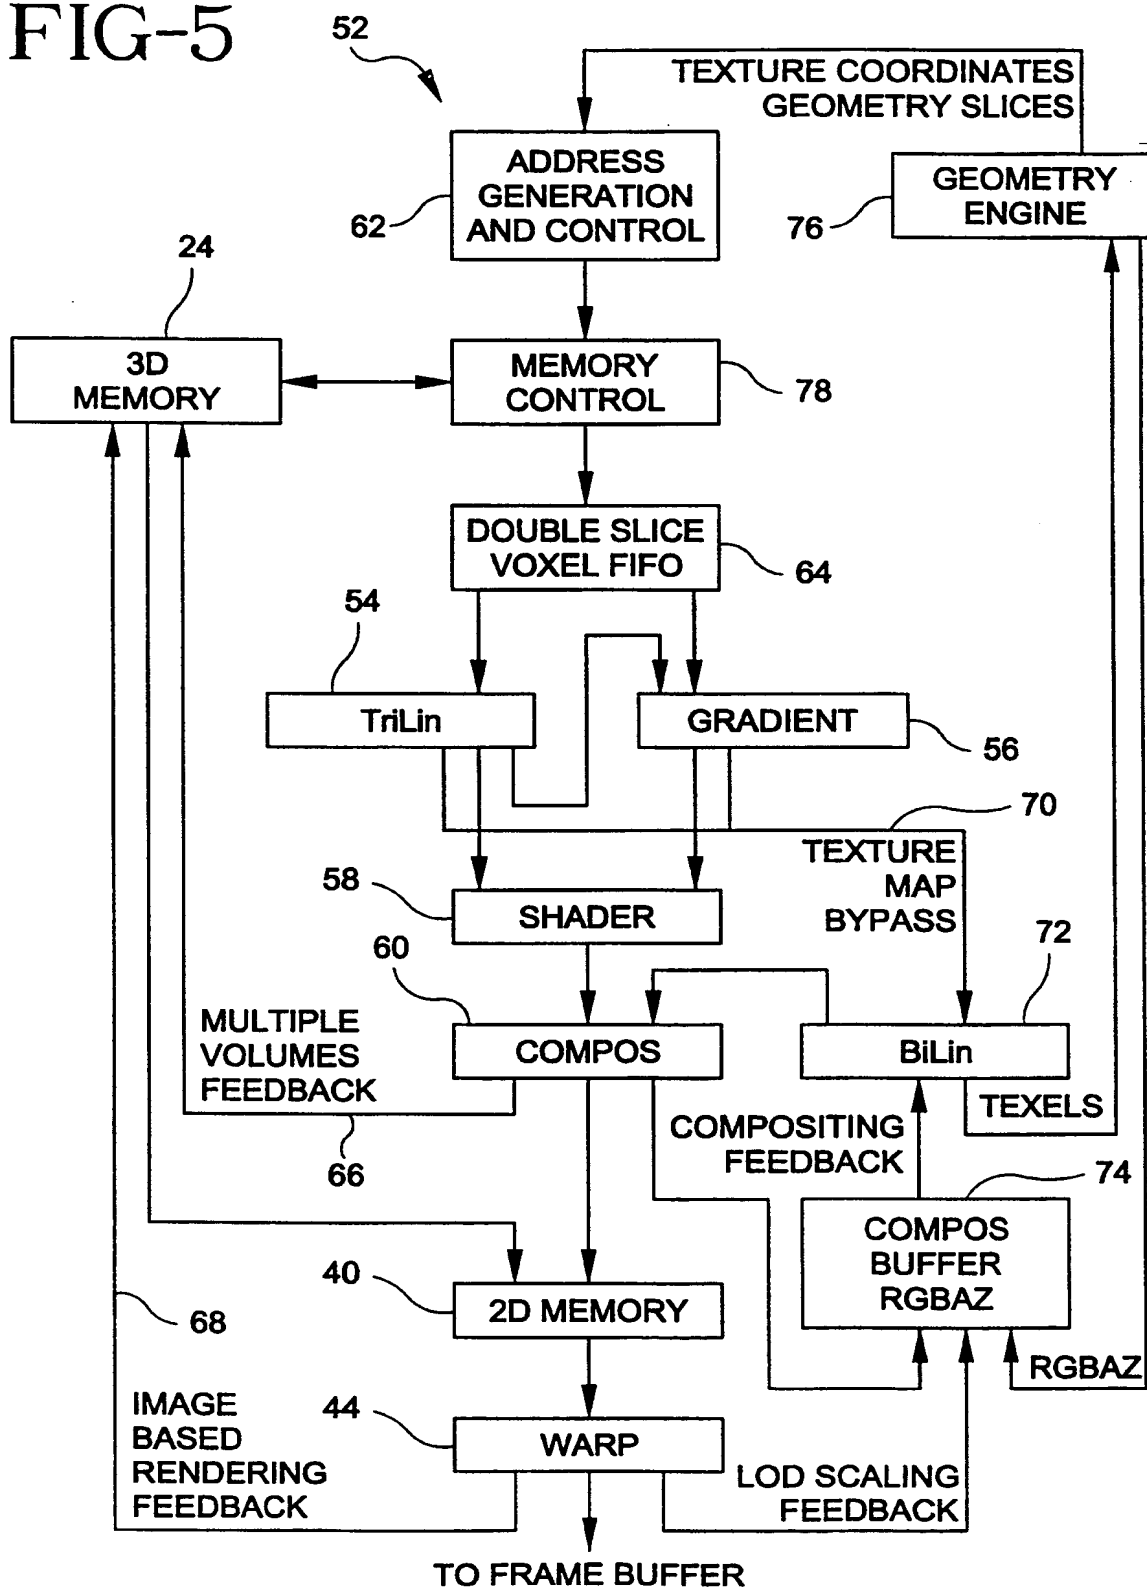 FIG-5
52
TEXTURE COORDINATES
GEOMETRY SLICES
ADDRESS
GENERATION
AND CONTROL
62
GEOMETRY
ENGINE
76
24
3D
MEMORY
MEMORY
CONTROL
78
DOUBLE SLICE
VOXEL FIFO
64
54
TriLin
GRADIENT
56
70
TEXTURE
MAP
BYPASS
58
SHADER
60
72
MULTIPLE
VOLUMES
FEEDBACK
COMPOS
BiLin
TEXELS
66
COMPOSITING
FEEDBACK
74
COMPOS
BUFFER
RGBAZ
40
2D MEMORY
68
RGBAZ
IMAGE
BASED
RENDERING
FEEDBACK
44
WARP
LOD SCALING
FEEDBACK
TO FRAME BUFFER